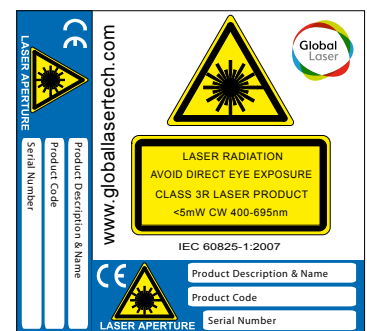 CE
LASER APERTURE
Product Description & Name
Product Code
Serial Number
www.globallasertech.com
Global
Laser
LASER RADIATION
AVOID DIRECT EYE EXPOSURE
CLASS 3R LASER PRODUCT
<5mW CW 400-695nm
IEC 60825-1:2007
CE
LASER APERTURE
Product Description & Name
Product Code
Serial Number